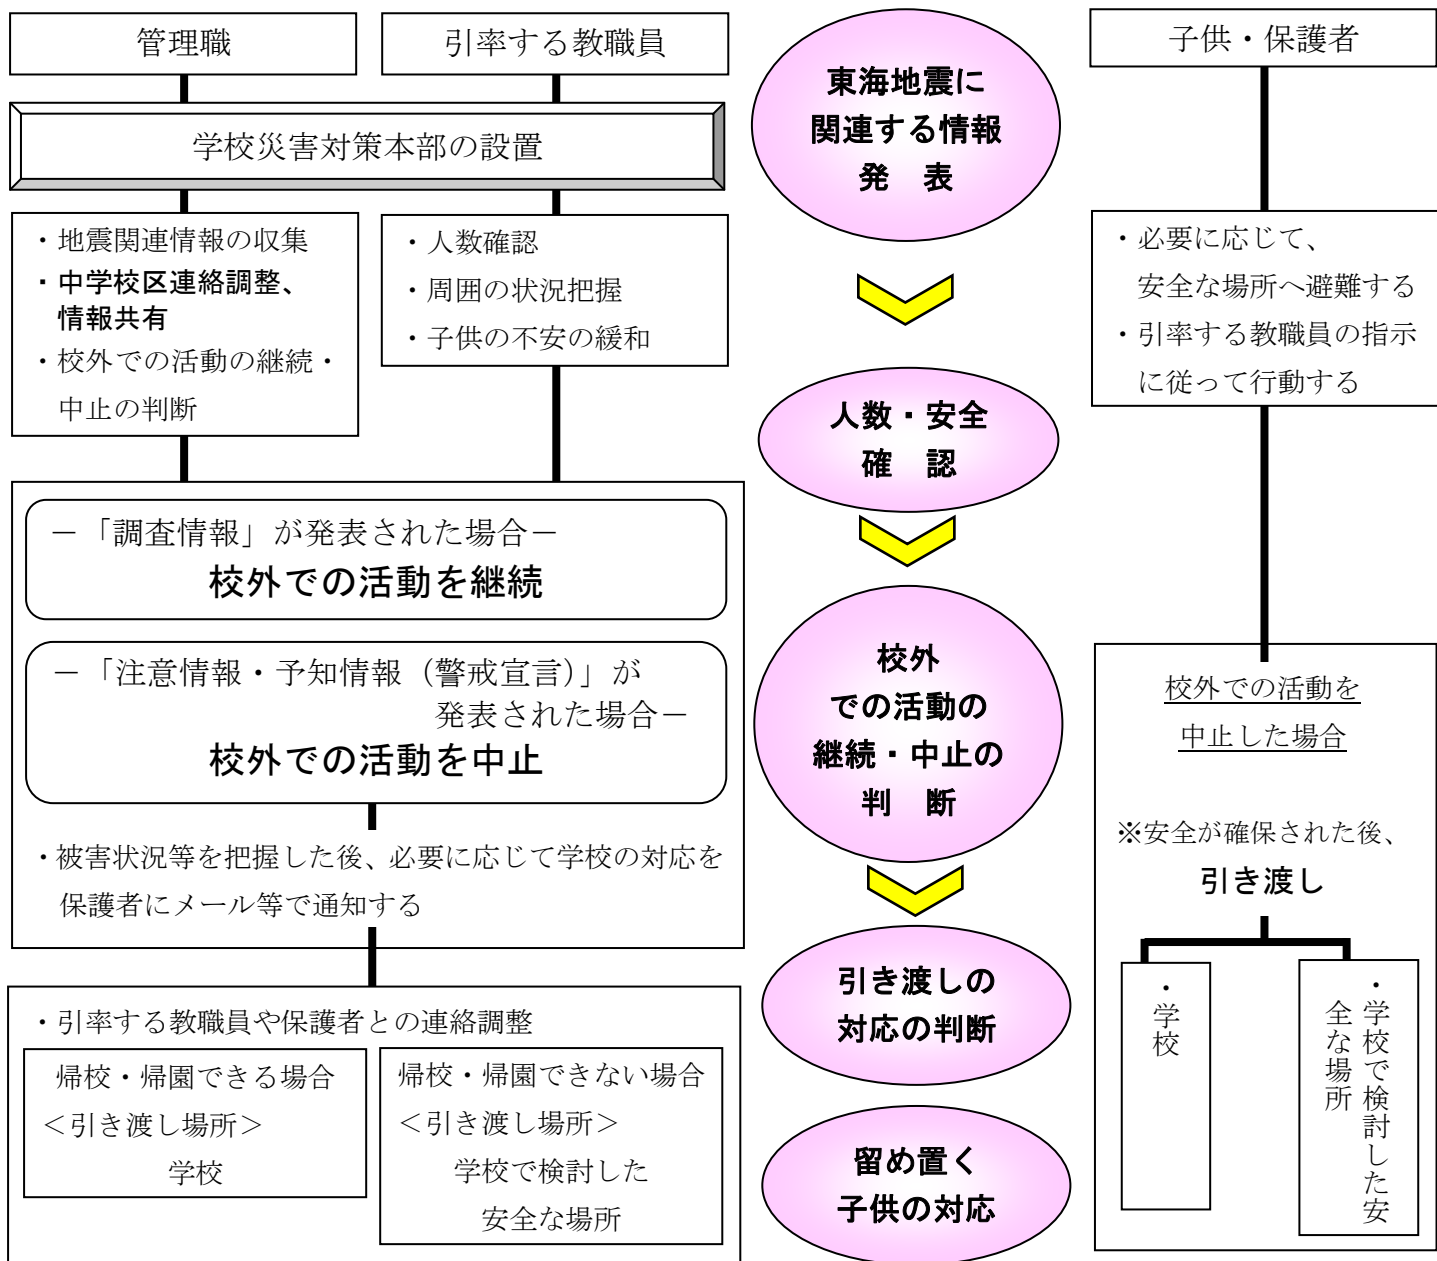 管理職
引率する教職員
学校災害対策本部の設置
・地震関連情報の収集
・中学校区連絡調整、
情報共有
・校外での活動の継続・
中止の判断
・人数確認
・周囲の状況把握
・子供の不安の緩和
－「調査情報」が発表された場合－
校外での活動を継続
－「注意情報・予知情報（警戒宣言）」が
発表された場合－
校外での活動を中止
・被害状況等を把握した後、必要に応じて学校の対応を
保護者にメール等で通知する
・引率する教職員や保護者との連絡調整
帰校・帰園できる場合
＜引き渡し場所＞
学校
帰校・帰園できない場合
＜引き渡し場所＞
学校で検討した
安全な場所
東海地震に
関連する情報
発　表
人数・安全
確　認
校外
での活動の
継続・中止の
判　断
引き渡しの
対応の判断
留め置く
子供の対応
子供・保護者
・必要に応じて、
安全な場所へ避難する
・引率する教職員の指示
に従って行動する
校外での活動を
中止した場合
※安全が確保された後、
引き渡し
・学校
・学校で検討した安
全な場所